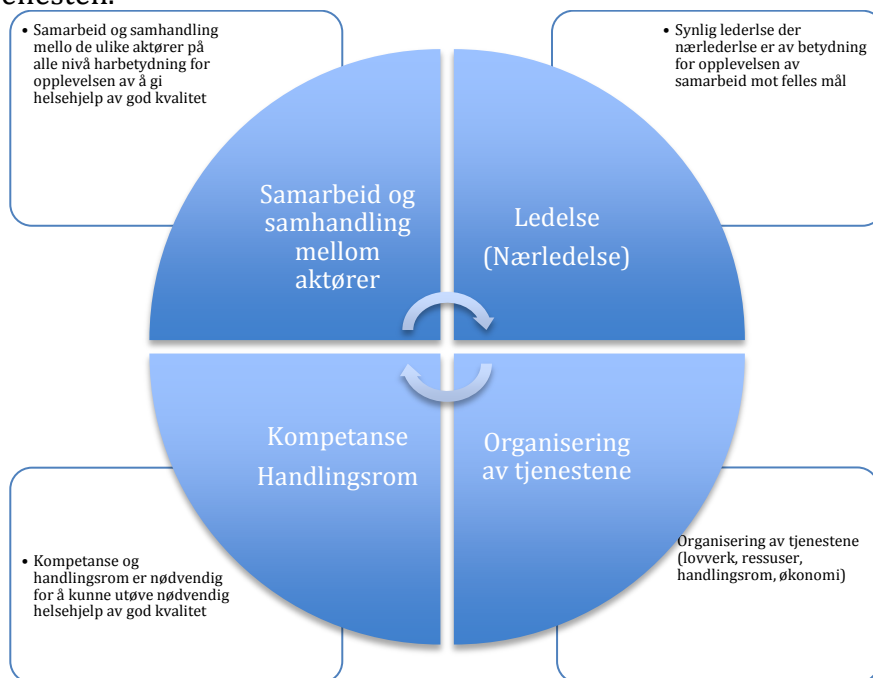 enesten.
• Samarbeid og samhandling
mello de ulike aktører på
alle nivå harbetydning for
opplevelsen av å gi
helsehjelp av god kvalitet
• Synlig lederlse der
nærlederlse er av betydning
for opplevelsen av
samarbeid mot felles mål
Samarbeid og
samhandling
mellom
aktører
Ledelse
(Nærledelse)
Kompetanse
Handlingsrom
Organisering
av tjenestene
• Kompetanse og
handlingsrom er nødvendig
for å kunne utøve nødvendig
helsehjelp av god kvalitet
Organisering av tjenestene
(lovverk, ressuser,
handlingsrom, økonomi)